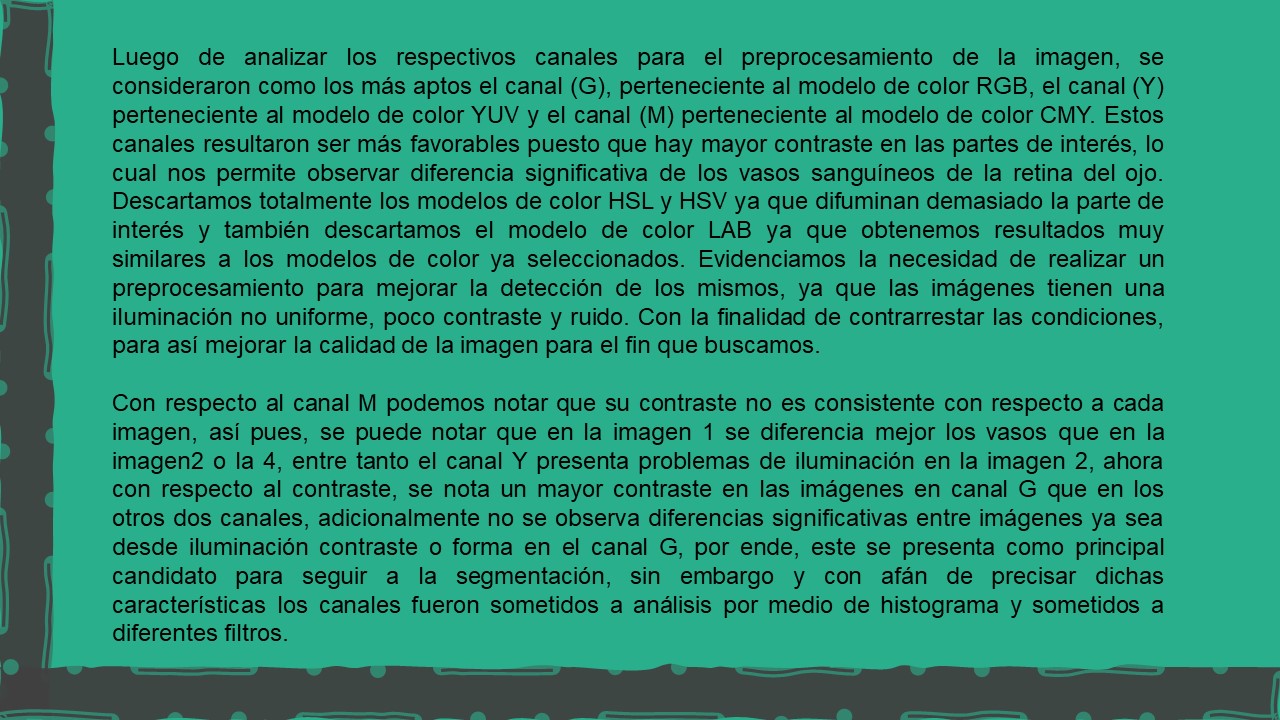 Luego de analizar los respectivos canales para el preprocesamiento de la imagen, se
consideraron como los más aptos el canal (G), perteneciente al modelo de color RGB, el canal (Y)
perteneciente al modelo de color YUV y el canal (M) perteneciente al modelo de color CMY. Estos
canales resultaron ser más favorables puesto que hay mayor contraste en las partes de interés, lo
cual nos permite observar diferencia significativa de los vasos sanguíneos de la retina del ojo.
Descartamos totalmente los modelos de color HSL y HSV ya que difuminan demasiado la parte de
interés y también descartamos el modelo de color LAB ya que obtenemos resultados muy
similares a los modelos de color ya seleccionados. Evidenciamos la necesidad de realizar un
preprocesamiento para mejorar la detección de los mismos, ya que las imágenes tienen una
iluminación no uniforme, poco contraste y ruido. Con la finalidad de contrarrestar las condiciones,
para así mejorar la calidad de la imagen para el fin que buscamos.
Con respecto al canal M podemos notar que su contraste no es consistente con respecto a cada
imagen, así pues, se puede notar que en la imagen 1 se diferencia mejor los vasos que en la
imagen2 o la 4, entre tanto el canal Y presenta problemas de iluminación en la imagen 2, ahora
con respecto al contraste, se nota un mayor contraste en las imágenes en canal G que en los
otros dos canales, adicionalmente no se observa diferencias significativas entre imágenes ya sea
desde iluminación contraste o forma en el canal G, por ende, este se presenta como principal
candidato para seguir a la segmentación, sin embargo y con afán de precisar dichas
características los canales fueron sometidos a análisis por medio de histograma y sometidos a
diferentes filtros.